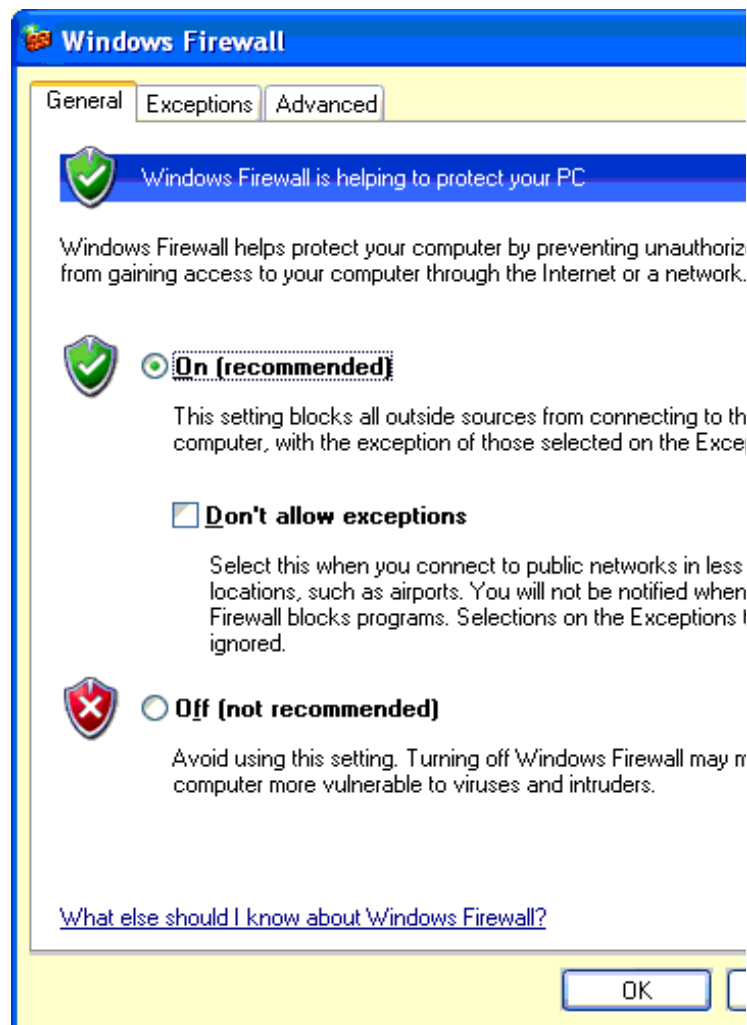 Windows Firewall
General Exceptions Advanced
Windows Firewall is helping to protect your PC
Windows Firewall helps protect your computer by preventing
from gaining access to your computer through the Internet or a network.
On (recommended)
This setting blocks all outside sources from connecting to
computer, with the exception of those selected on the
Don't allow exceptions
Select this when you connect to public networks in less
locations, such as airports. You will not be notified when
Firewall blocks programs. Selections on the Exceptions
ignored.
Off (not recommended)
Avoid using this setting. Turning off Windows Firewall may
computer more vulnerable to viruses and intruders.
What else should I know about Windows Firewall?
OK